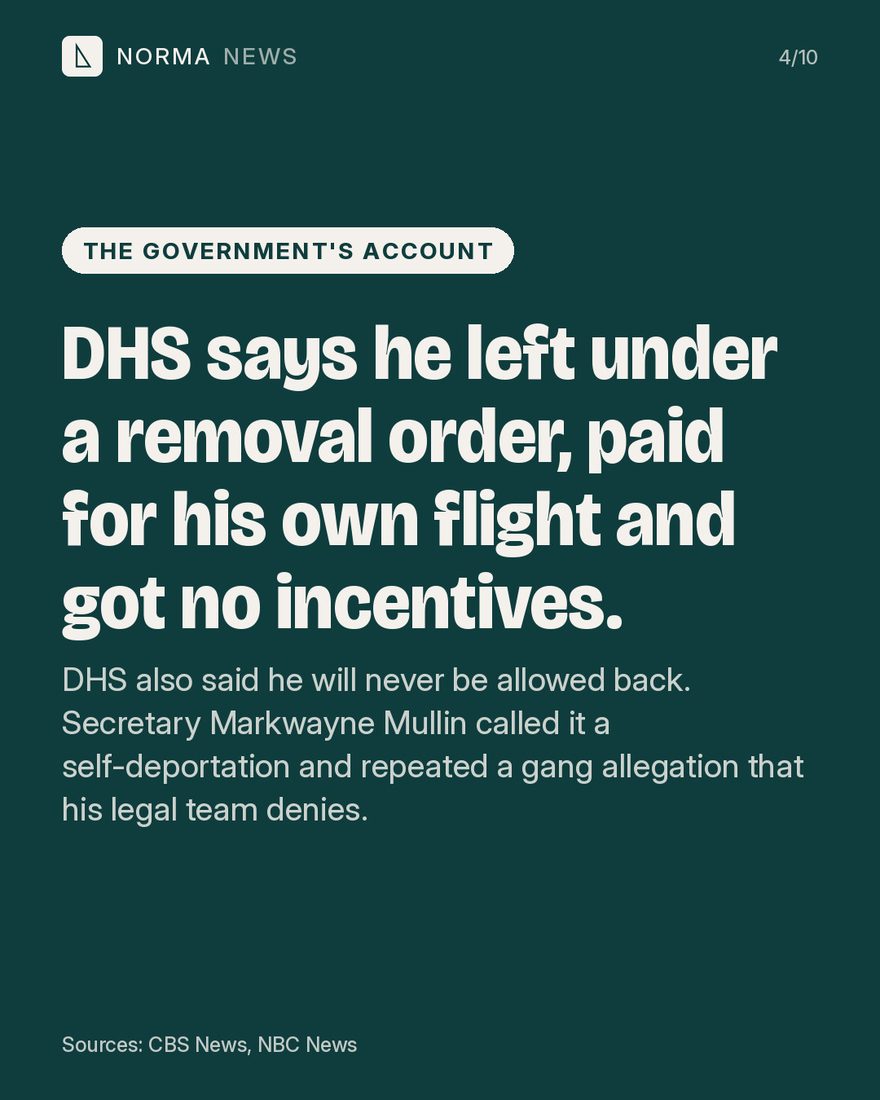 NORMA NEWS
4/10
THE GOVERNMENT'S ACCOUNT
DHS says he left under
a removal order, paid
for his own flight and
got no incentives.
DHS also said he will never be allowed back.
Secretary Markwayne Mullin called it a
self-deportation and repeated a gang allegation that
his legal team denies.
Sources: CBS News, NBC News